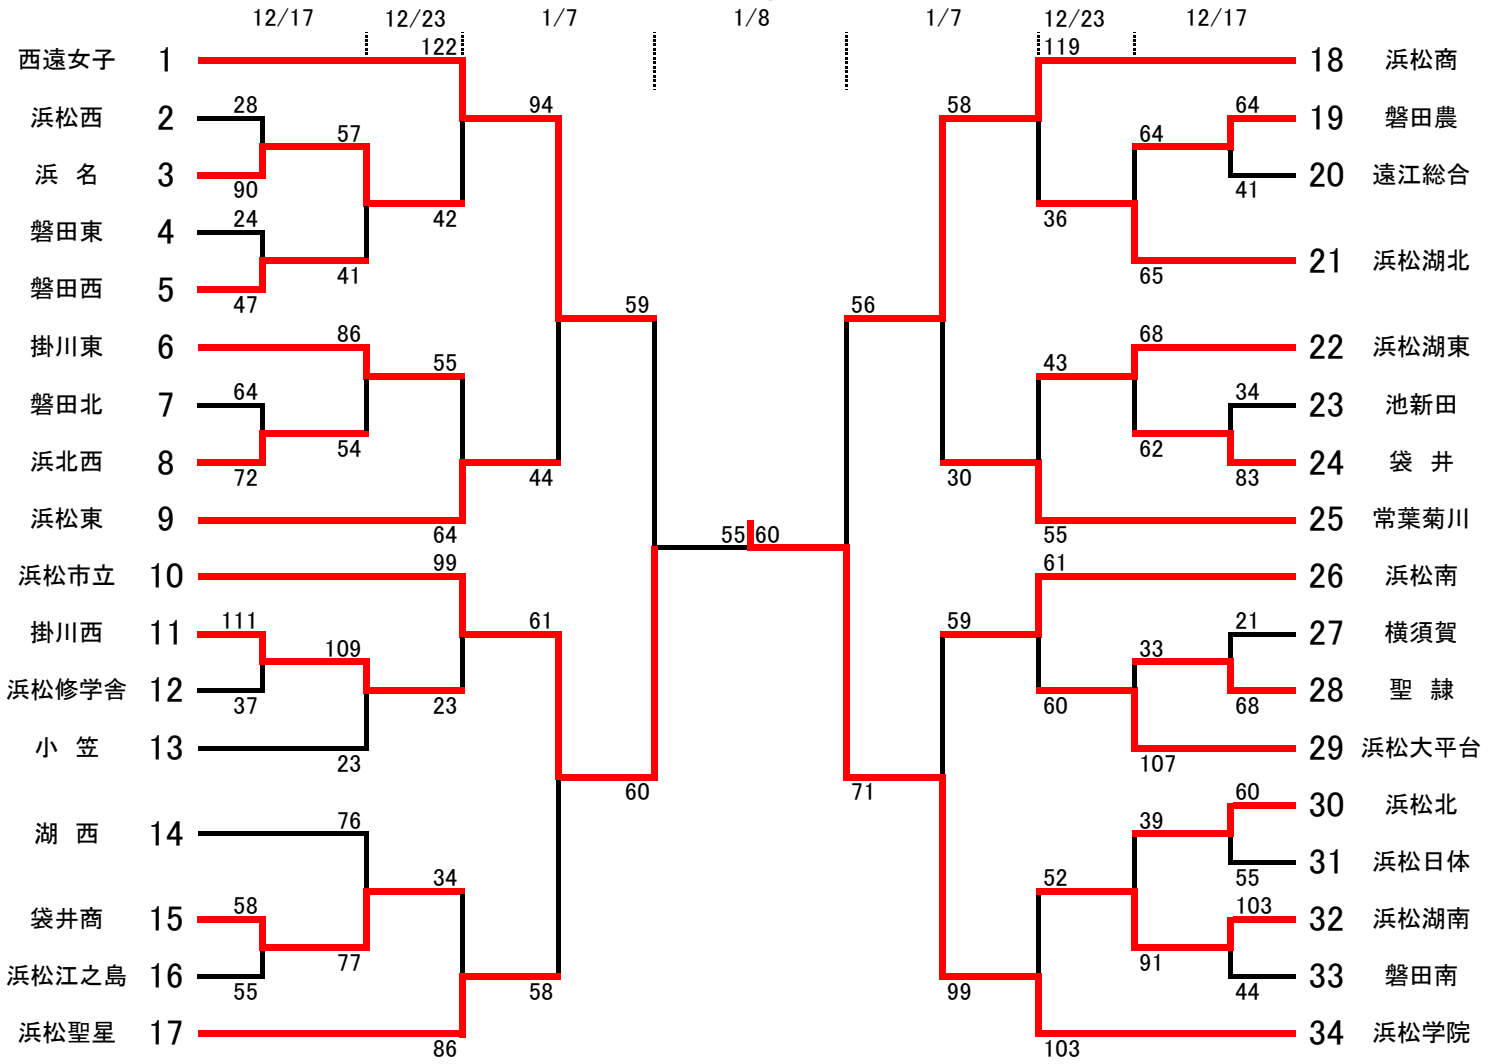 12/17 12/23 1/7 1/8 1/7 12/23 12/17
122 119
西遠女子 1 18 浜松商
28 94 58 64
浜松西 2 19 磐田農
57 64
浜 名 3 20 遠江総合
90 41
24 42 36
磐田東 4
41 65
磐田西 5 21 浜松湖北
47 59 56
86 68
掛川東 6 22 浜松湖東
55 43
64 34
磐田北 7 23 池新田
54 62
浜北西 8 24 袋 井
72 44 30 83
浜松東 9 25 常葉菊川
64 55 60 55
99 61
浜松市立 10 26 浜松南
111 61 59 21
掛川西 11 27 横須賀
109 33
浜松修学舎 12 28 聖 隷
37 23 60 68
小 笠 13 29 浜松大平台
23 107
60 71 60
30 浜松北
76 39
湖 西 14
31 浜松日体
34 52 55
58 103
袋井商 15 32 浜松湖南
77 91
浜松江之島 16 33 磐田南
55 58 99 44
浜松聖星 17 34 浜松学院
86 103